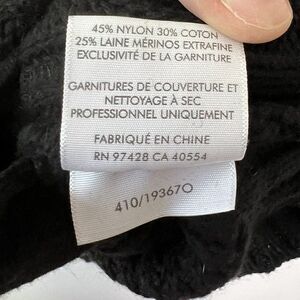 45% NYLON 30% COTON
25% LAINE MÉRINOS EXTRAFINE
EXCLUSIVITÉ DE LA GARNITURE
GARNITURES DE COUVERTURE ET
NETTOYAGE À SEC
PROFESSIONNEL UNIQUEMENT
FABRIQUÉ EN CHINE
RN 97428 CA 40554
410/19367O